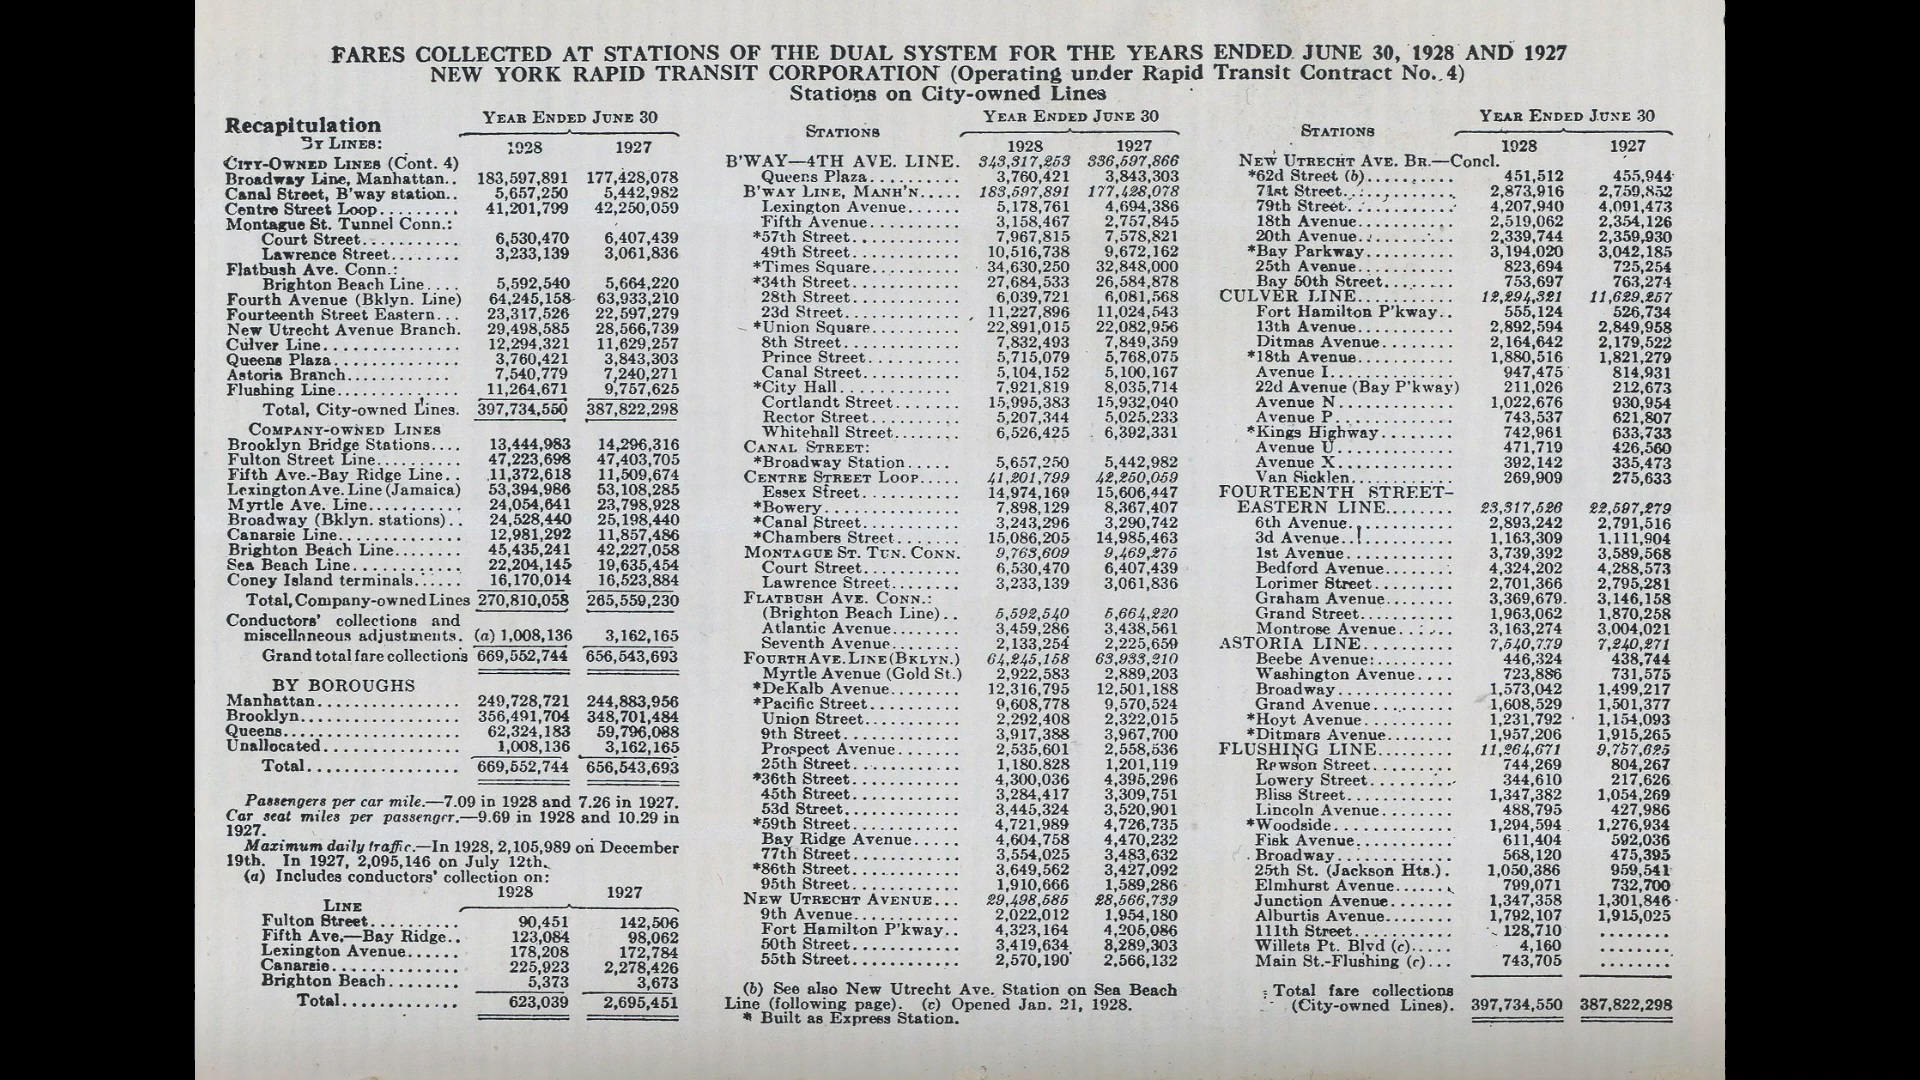 FARES COLLECTED AT STATIONS OF THE DUAL SYSTEM FOR THE YEARS ENDED JUNE 30, 1928 AND 1927
NEW YORK RAPID TRANSIT CORPORATION (Operating under Rapid Transit Contract No. 4)
Stations on City-owned Lines
Recapitulation
BY LINES:
YEAR ENDED JUNE 30
1928 1927
CITY-OWNED LINES (Cont. 4)
Broadway Line, Manhattan.. 183,597,891 177,428,078
Canal Street, B'way station.. 5,657,250 5,442,982
Centre Street Loop......... 41,201,799 42,250,059
Montague St. Tunnel Conn.:
Court Street........... 6,530,470 6,407,439
Lawrence Street........ 3,233,139 3,061,836
Flatbush Ave. Conn.:
Brighton Beach Line.... 5,592,540 5,664,220
Fourth Avenue (Bklyn. Line) 64,245,158 63,933,210
Fourteenth Street Eastern... 23,317,526 22,597,279
New Utrecht Avenue Branch. 29,498,585 28,566,739
Culver Line............... 12,294,321 11,629,257
Queens Plaza.............. 3,760,421 3,843,303
Astoria Branch............ 7,540,779 7,240,271
Flushing Line............. 11,264,671 9,757,625
Total, City-owned Lines. 397,734,550 387,822,298
COMPANY-OWNED LINES
Brooklyn Bridge Stations.... 13,444,983 14,296,316
Fulton Street Line.......... 47,223,698 47,403,705
Fifth Ave.-Bay Ridge Line.. 11,372,618 11,509,674
Lexington Ave. Line (Jamaica) 53,394,986 53,108,285
Myrtle Ave. Line........... 24,054,641 23,798,928
Broadway (Bklyn. stations).. 24,528,440 25,198,440
Canarsie Line.............. 12,981,292 11,857,486
Brighton Beach Line........ 45,435,241 42,227,058
Sea Beach Line............. 22,204,145 19,635,454
Coney Island terminals...... 16,170,014 16,523,884
Total, Company-owned Lines 270,810,058 265,559,230
Conductors' collections and
miscellneous adjustments. (a) 1,008,136 3,162,165
Grand total fare collections 669,552,744 656,543,693
BY BOROUGHS
Manhattan................ 249,728,721 244,883,956
Brooklyn................. 356,491,704 348,701,484
Queens................... 62,324,183 59,796,088
Unallocated.............. 1,008,136 3,162,165
Total................ 669,552,744 656,543,693
Passengers per car mile.—7.09 in 1928 and 7.26 in 1927.
Car seat miles per passenger.—9.69 in 1928 and 10.29 in
1927.
Maximum daily traffic.—In 1928, 2,105,989 on December
19th. In 1927, 2,095,146 on July 12th.
(a) Includes conductors' collection on:
1928 1927
LINE
Fulton Street.......... 90,451 142,506
Fifth Ave.—Bay Ridge.. 123,084 98,062
Lexington Avenue...... 178,208 172,784
Canarsie.............. 225,923 2,278,426
Brighton Beach........ 5,373 3,673
Total............. 623,039 2,695,451
STATIONS
YEAR ENDED JUNE 30
1928 1927
B'WAY—4TH AVE. LINE. 343,317,253 336,597,866
Queens Plaza.......... 3,760,421 3,843,303
B'WAY LINE, MANH'N..... 183,597,891 177,428,078
Lexington Avenue...... 5,178,761 4,694,386
Fifth Avenue.......... 3,158,467 2,757,845
*57th Street............ 7,967,815 7,578,821
49th Street............ 10,516,738 9,672,162
*Times Square.......... 34,630,250 32,848,000
*34th Street............ 27,684,533 26,584,878
28th Street............ 6,039,721 6,081,568
23d Street............. 11,227,896 11,024,543
*Union Square.......... 22,891,015 22,082,956
8th Street............. 7,832,493 7,849,359
Prince Street.......... 5,715,079 5,768,075
Canal Street........... 5,104,152 5,100,167
*City Hall.............. 7,921,819 8,035,714
Cortlandt Street....... 15,995,383 15,932,040
Rector Street.......... 5,207,344 5,025,233
Whitehall Street....... 6,526,425 6,392,331
CANAL STREET:
*Broadway Station..... 5,657,250 5,442,982
CENTRE STREET LOOP..... 41,201,799 42,250,059
Essex Street........... 14,974,169 15,606,447
*Bowery................ 7,898,129 8,367,407
*Canal Street........... 3,243,296 3,290,742
*Chambers Street....... 15,086,205 14,985,463
MONTAGUE ST. TUN. CONN. 9,763,609 9,469,275
Court Street........... 6,530,470 6,407,439
Lawrence Street........ 3,233,139 3,061,836
FLATBUSH AVE. CONN.:
(Brighton Beach Line).. 5,592,540 5,664,220
Atlantic Avenue........ 3,459,286 3,438,561
Seventh Avenue........ 2,133,254 2,225,659
FOURTH AVE. LINE (BKLYN.) 64,245,158 63,933,210
Myrtle Avenue (Gold St.) 2,922,583 2,889,203
*DeKalb Avenue........ 12,316,795 12,501,188
*Pacific Street.......... 9,608,778 9,570,524
Union Street........... 2,292,408 2,322,015
9th Street............. 3,917,388 3,967,700
Prospect Avenue....... 2,535,601 2,558,536
25th Street............ 1,180.828 1,201,119
*36th Street............ 4,300,036 4,395,296
45th Street............ 3,284,417 3,309,751
53d Street............. 3,445,324 3,520,901
*59th Street............ 4,721,989 4,726,735
Bay Ridge Avenue..... 4,604,758 4,470,232
77th Street............ 3,554,025 3,483,632
*86th Street............ 3,649,562 3,427,092
95th Street............ 1,910,666 1,589,286
NEW UTRECHT AVENUE... 29,498,585 28,566,739
9th Avenue............ 2,022,012 1,954,180
Fort Hamilton P'kway.. 4,323,164 4,205,086
50th Street............ 3,419,634 3,289,303
55th Street............ 2,570,190 2,566,132
(b) See also New Utrecht Ave. Station on Sea Beach
Line (following page). (c) Opened Jan. 21, 1928.
* Built as Express Station.
STATIONS
YEAR ENDED JUNE 30
1928 1927
NEW UTRECHT AVE. BR.—Concl.
*62d Street (b).......... 451,512 455,944
71st Street............. 2,873,916 2,759,852
79th Street............. 4,207,940 4,091,473
18th Avenue............ 2,519,062 2,354,126
20th Avenue............ 2,339,744 2,359,930
*Bay Parkway........... 3,194,020 3,042,185
25th Avenue............ 823,694 725,254
Bay 50th Street......... 753,697 763,274
CULVER LINE............ 12,294,321 11,629,257
Fort Hamilton P'kway.. 555,124 526,734
13th Avenue............ 2,892,594 2,849,958
Ditmas Avenue......... 2,164,642 2,179,522
*18th Avenue............ 1,880,516 1,821,279
Avenue I............... 947,475 814,931
22d Avenue (Bay P'kway) 211,026 212,673
Avenue N.............. 1,022,676 930,954
Avenue P.............. 743,537 621,807
*Kings Highway......... 742,961 633,733
Avenue U.............. 471,719 426,560
Avenue X.............. 392,142 335,473
Van Sicklen............ 269,909 275,633
FOURTEENTH STREET–
EASTERN LINE........ 23,317,526 22,597,279
6th Avenue............ 2,893,242 2,791,516
3d Avenue............. 1,163,309 1,111,904
1st Avenue............. 3,739,392 3,589,568
Bedford Avenue........ 4,324,202 4,288,573
Lorimer Street.......... 2,701,366 2,795,281
Graham Avenue........ 3,369,679 3,146,158
Grand Street........... 1,963,062 1,870,258
Montrose Avenue...... 3,163,274 3,004,021
ASTORIA LINE........... 7,540,779 7,240,271
Beebe Avenue.......... 446,324 438,744
Washington Avenue.... 723,886 731,575
Broadway.............. 1,573,042 1,499,217
Grand Avenue.......... 1,608,529 1,501,377
*Hoyt Avenue........... 1,231,792 1,154,093
*Ditmars Avenue........ 1,957,206 1,915,265
FLUSHING LINE......... 11,264,671 9,757,625
Rawson Street.......... 744,269 804,267
Lowery Street.......... 344,610 217,626
Bliss Street............. 1,347,382 1,054,269
Lincoln Avenue......... 488,795 427,986
*Woodside.............. 1,294,594 1,276,934
Fisk Avenue............ 611,404 592,036
Broadway.............. 568,120 475,395
25th St. (Jackson Hts.). 1,050,386 959,541
Elmhurst Avenue....... 799,071 732,700
Junction Avenue........ 1,347,358 1,301,846
Alburtis Avenue........ 1,792,107 1,915,025
111th Street............ 128,710 ........
Willets Pt. Blvd (c)..... 4,160 ........
Main St.-Flushing (c)... 743,705 ........
Total fare collections
(City-owned Lines). 397,734,550 387,822,298